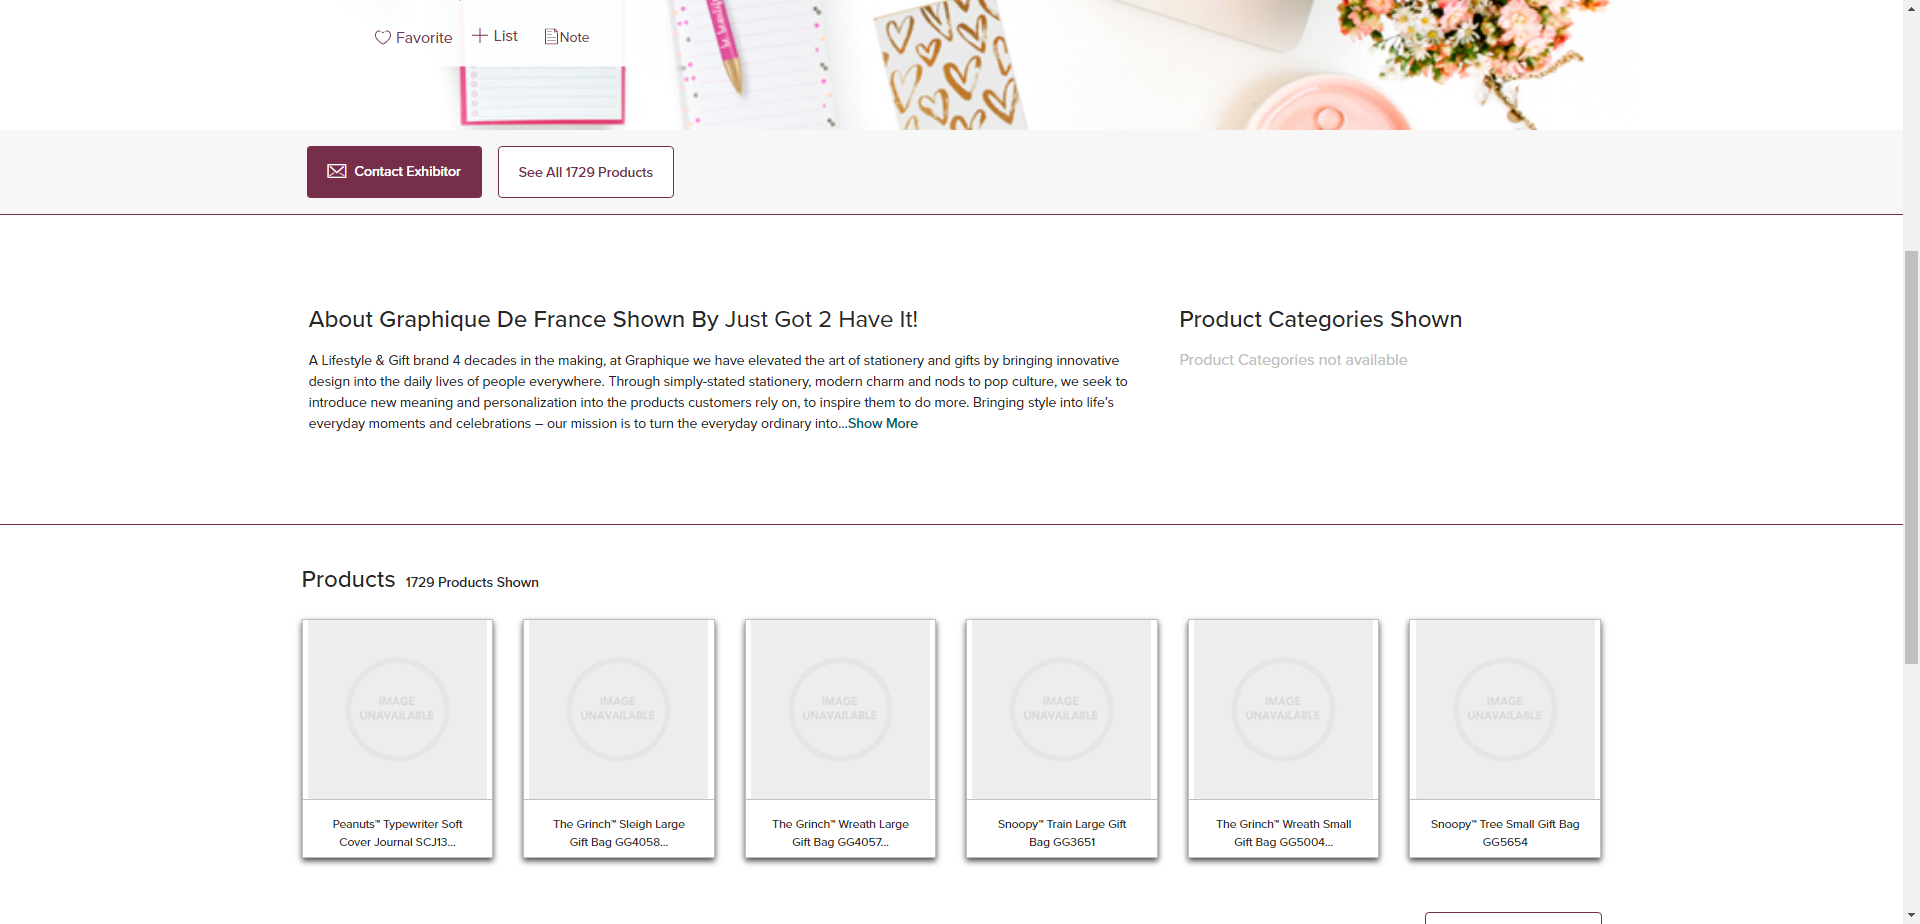 Favorite
List
Note
Contact Exhibitor
See All 1729 Products
About Graphique De France Shown By Just Got 2 Have It!
A Lifestyle & Gift brand 4 decades in the making, at Graphique we have elevated the art of stationery and gifts by bringing innovative
design into the daily lives of people everywhere. Through simply-stated stationery, modern charm and nods to pop culture, we seek to
introduce new meaning and personalization into the products customers rely on, to inspire them to do more. Bringing style into life's
everyday moments and celebrations – our mission is to turn the everyday ordinary into...Show More
Product Categories Shown
Product Categories not available
Products 1729 Products Shown
IMAGE
UNAVAILABLE
Peanuts™ Typewriter Soft
Cover Journal SCJ13...
IMAGE
UNAVAILABLE
The Grinch™ Sleigh Large
Gift Bag GG4058...
IMAGE
UNAVAILABLE
The Grinch™ Wreath Large
Gift Bag GG4057...
IMAGE
UNAVAILABLE
Snoopy™ Train Large Gift
Bag GG3651
IMAGE
UNAVAILABLE
The Grinch™ Wreath Small
Gift Bag GG5004...
IMAGE
UNAVAILABLE
Snoopy™ Tree Small Gift Bag
GG5654